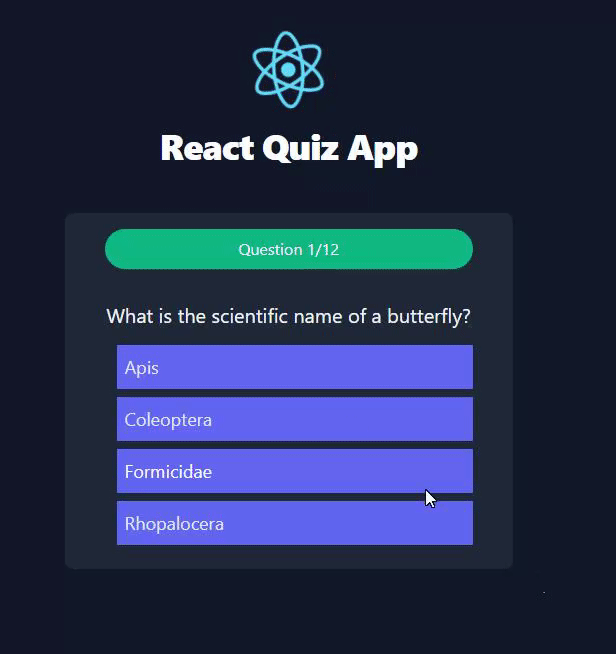 React Quiz App
Question 1/12
What is the scientific name of a butterfly?
Apis
Coleoptera
Formicidae
Rhopalocera